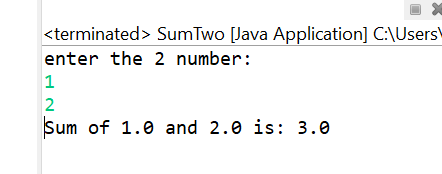 <terminated> SumTwo [Java Application] C:\Users\
enter the 2 number:
1
2
Sum of 1.0 and 2.0 is: 3.0